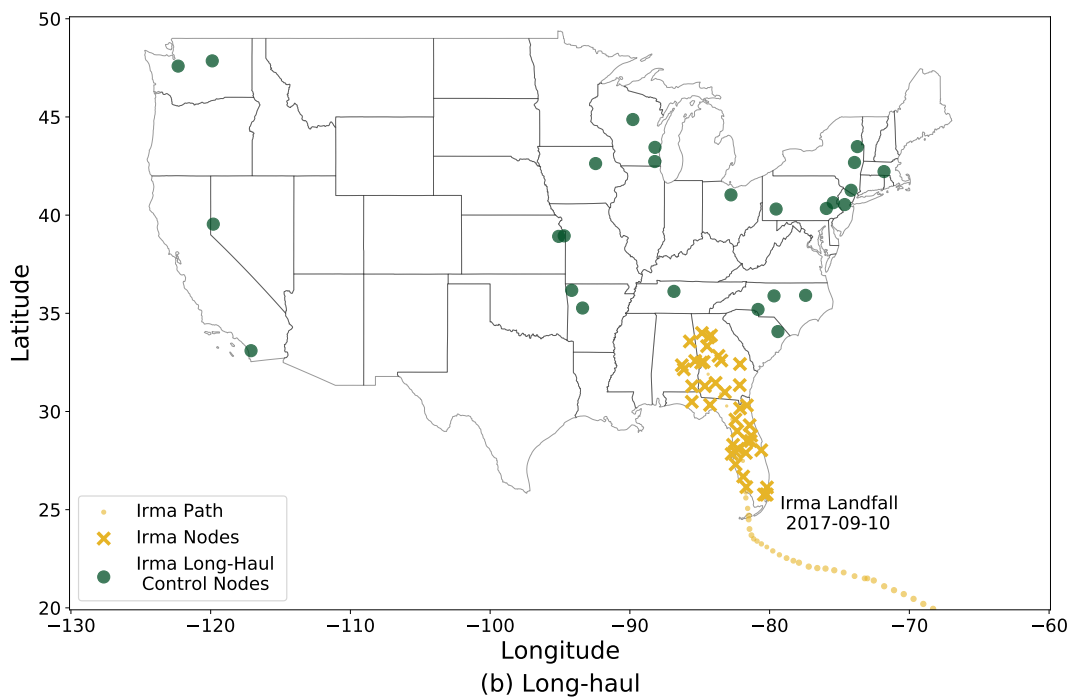 50
45
40
35
30
25
20
Latitude
Irma Landfall
2017-09-10
Irma Path
Irma Nodes
Irma Long-Haul
Control Nodes
−130
−120
−110
−100
−90
−80
−70
−60
Longitude
(b) Long-haul